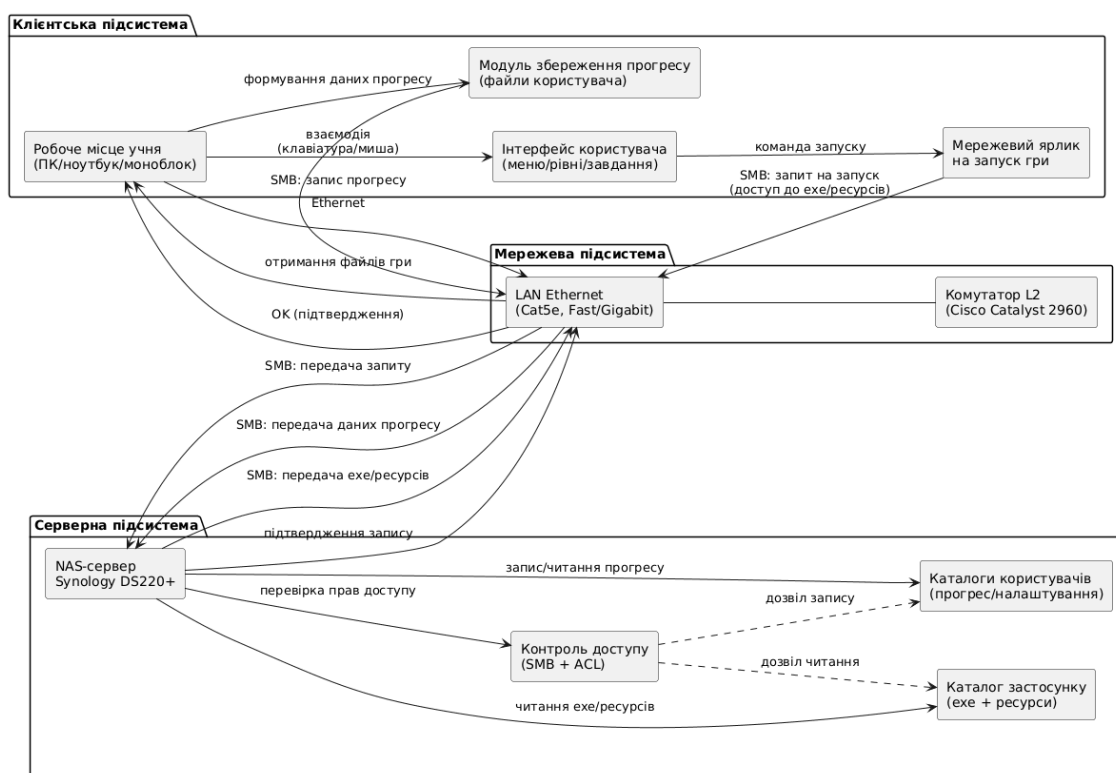 Клієнтська підсистема
Модуль збереження прогресу
(файли користувача)
формування даних прогресу
Робоче місце учня
(ПК/ноутбук/моноблок)
взаємодія
(клавіатура/миша)
Інтерфейс користувача
(меню/рівні/завдання)
команда запуску
Мережевий ярлик
на запуск гри
SMB: запис прогресу
SMB: запит на запуск
(доступ до exe/ресурсів)
Ethernet
Мережева підсистема
отримання файлів гри
LAN Ethernet
(Cat5e, Fast/Gigabit)
Комутатор L2
(Cisco Catalyst 2960)
OK (підтвердження)
SMB: передача запиту
SMB: передача даних прогресу
SMB: передача exe/ресурсів
Серверна підсистема
підтвердження запису
NAS-сервер
Synology DS220+
запис/читання прогресу
Каталоги користувачів
(прогрес/налаштування)
перевірка прав доступу
дозвіл запису
Контроль доступу
(SMB + ACL)
дозвіл читання
Каталог застосунку
(exe + ресурси)
читання exe/ресурсів